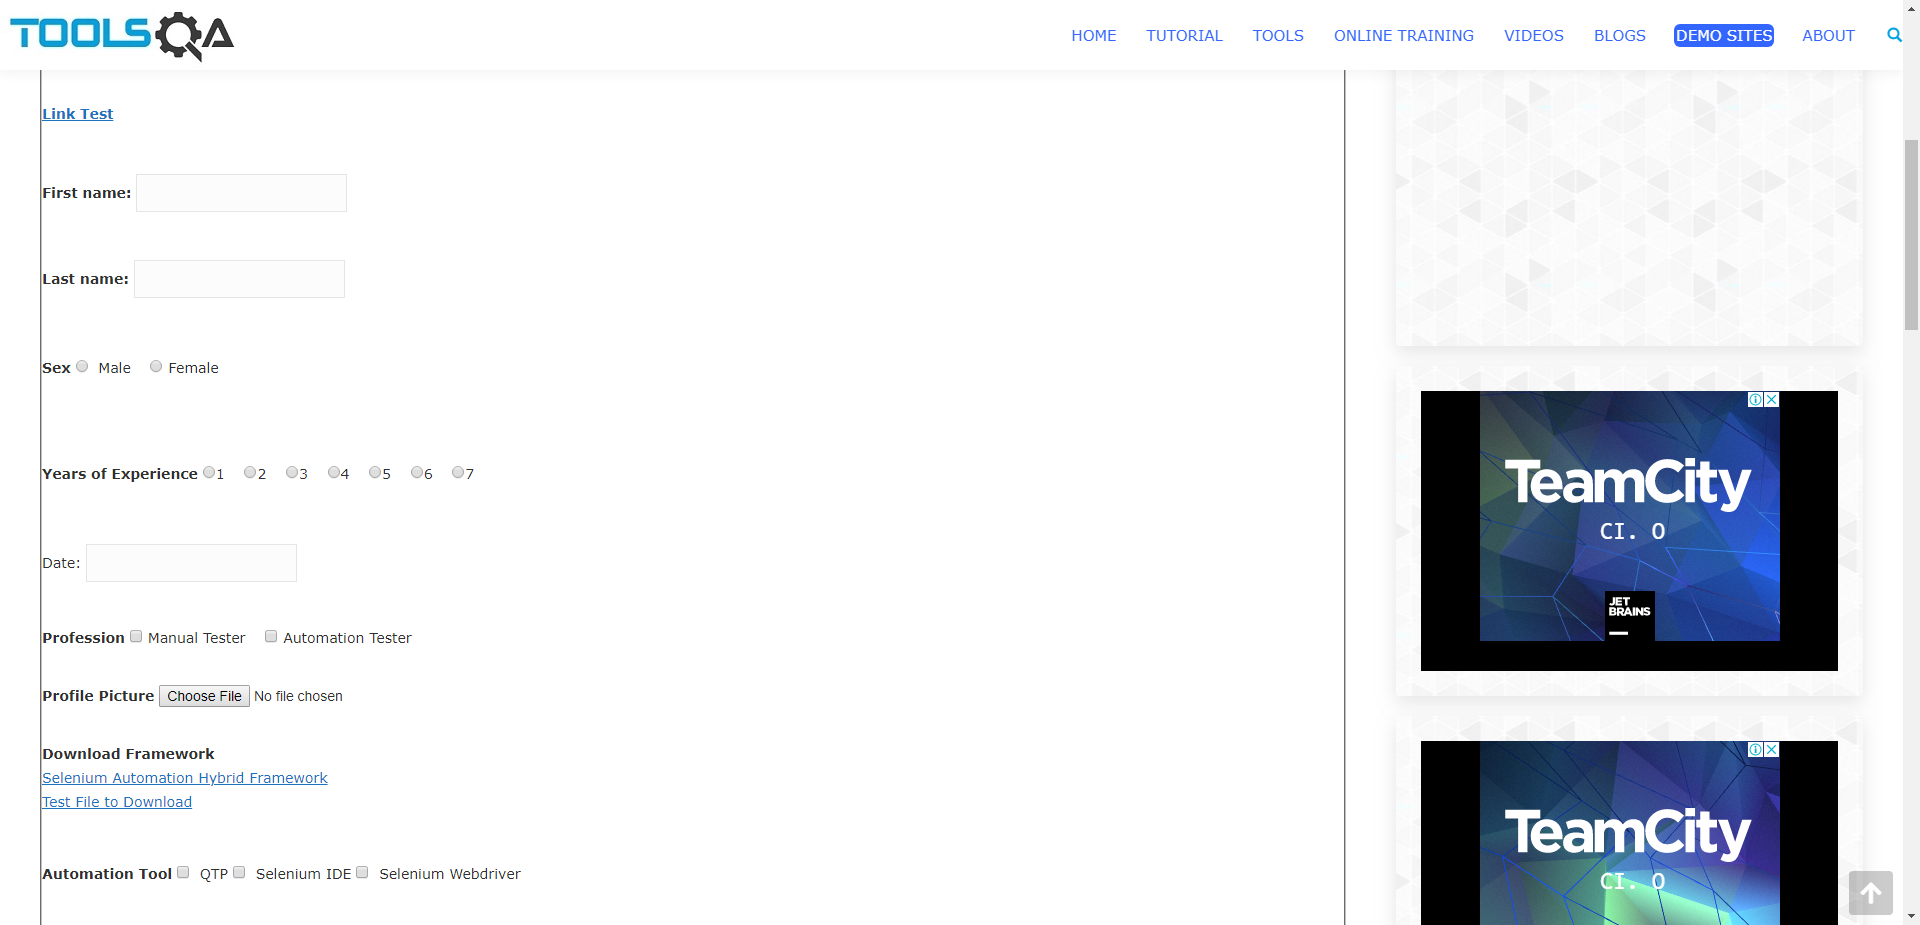 TOOLSQA
HOME TUTORIAL TOOLS ONLINE TRAINING VIDEOS BLOGS DEMO SITES ABOUT
Link Test
First name:
Last name:
Sex Male Female
Years of Experience 1 2 3 4 5 6 7
Date:
Profession Manual Tester Automation Tester
Profile Picture Choose File No file chosen
Download Framework
Selenium Automation Hybrid Framework
Test File to Download
Automation Tool QTP Selenium IDE Selenium Webdriver
TeamCity
CI. O
JET
BRAINS
TeamCity
CI. O